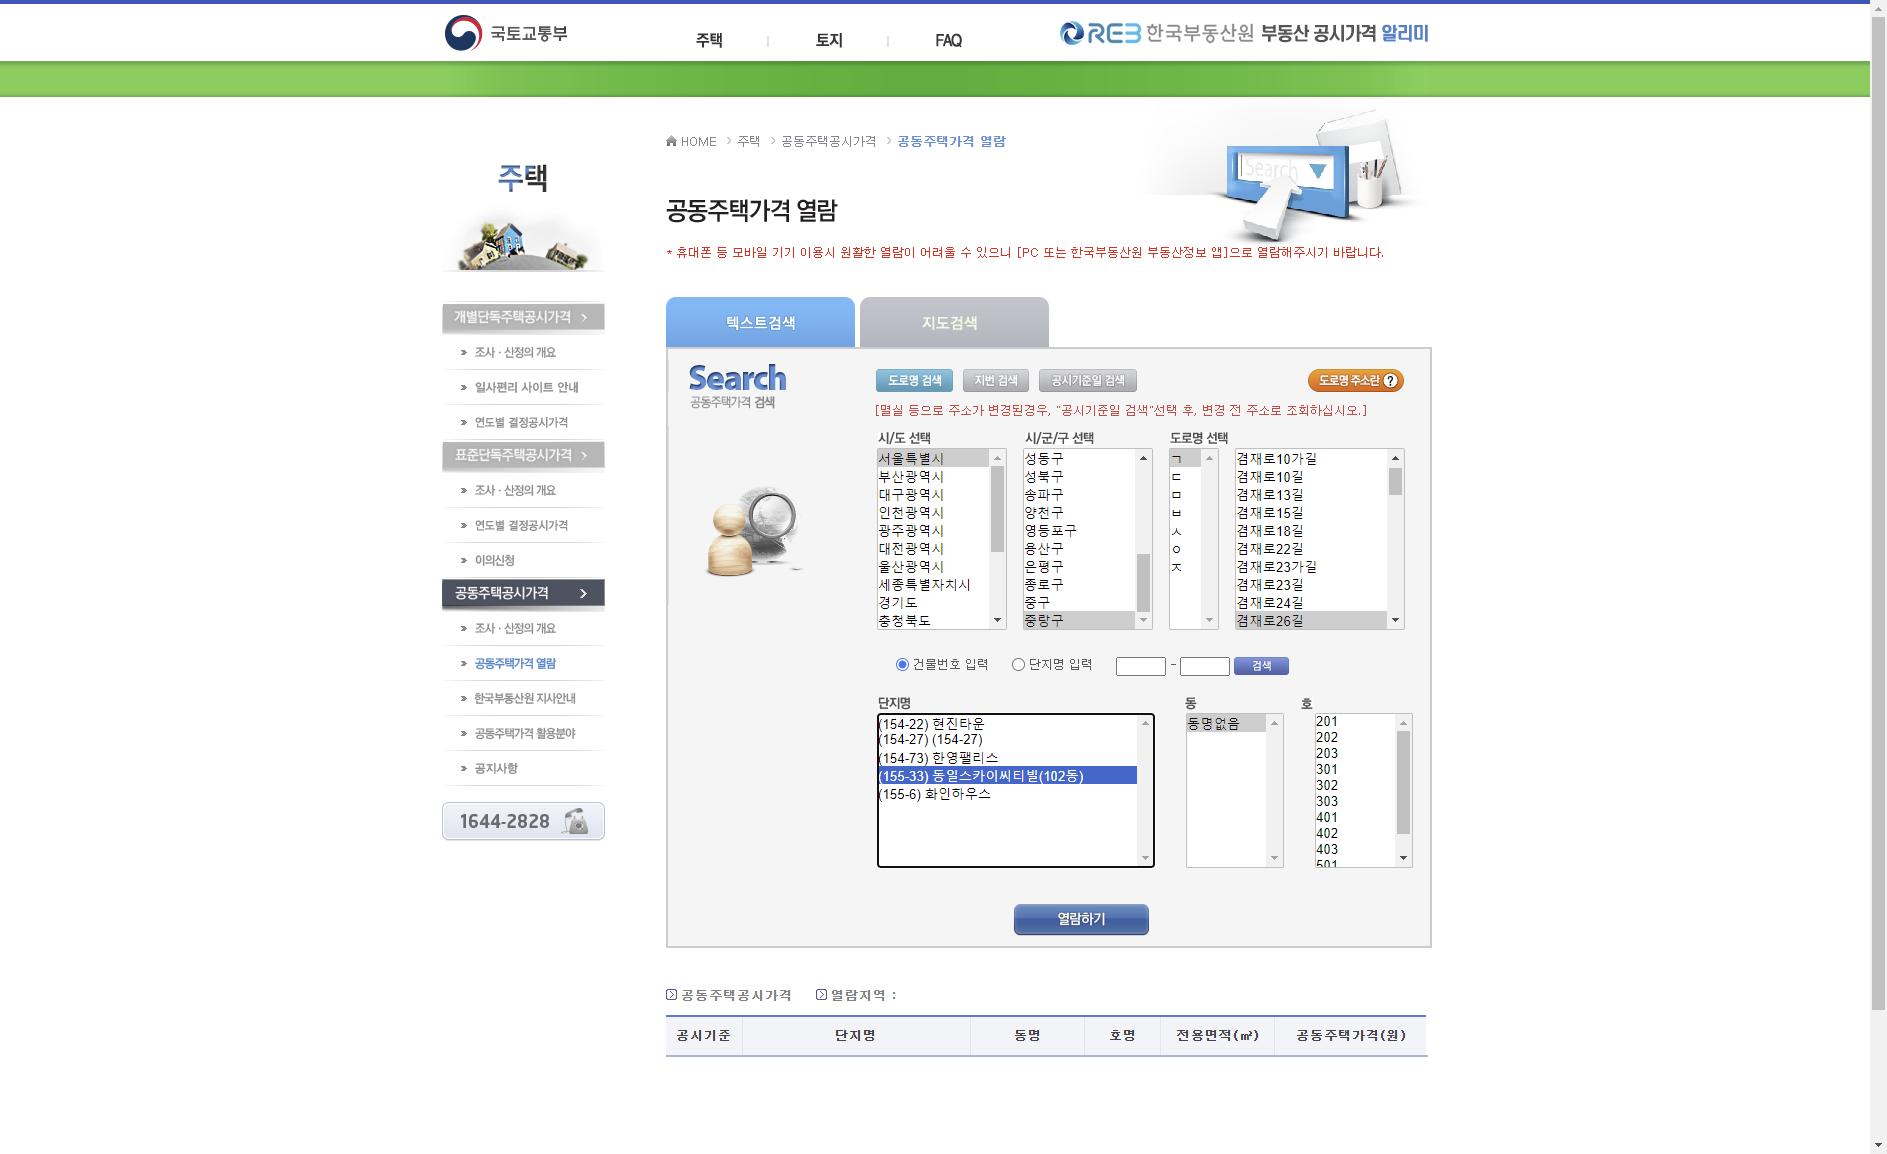 국토교통부
주택
토지
FAQ
REB 한국부동산원 부동산 공시가격 알리미
HOME > 주택 > 공동주택공시가격 > 공동주택가격 열람
주택
Search
공동주택가격 열람
* 휴대폰 등 모바일 기기 이용시 원활한 열람이 어려울 수 있으니 [PC 또는 한국부동산원 부동산정보 앱]으로 열람해주시기 바랍니다.
개별단독주택공시가격
조사ㆍ산정의 개요
일사편리 사이트 안내
연도별 결정공시가격
표준단독주택공시가격
조사ㆍ산정의 개요
연도별 결정공시가격
이의신청
공동주택공시가격
조사ㆍ산정의 개요
공동주택가격 열람
한국부동산원 지사안내
공동주택가격 활용분야
공지사항
1644-2828
텍스트검색
지도검색
Search
공동주택가격 검색
도로명 검색
지번 검색
공시기준일 검색
도로명 주소란 ?
[멸실 등으로 주소가 변경된경우, "공시기준일 검색"선택 후, 변경 전 주소로 조회하십시오.]
시/도 선택
서울특별시
부산광역시
대구광역시
인천광역시
광주광역시
대전광역시
울산광역시
세종특별자치시
경기도
충청북도
시/군/구 선택
성동구
성북구
송파구
양천구
영등포구
용산구
은평구
종로구
중구
중랑구
도로명 선택
ㄱ
ㄷ
ㅁ
ㅂ
ㅅ
ㅇ
ㅈ
겸재로10가길
겸재로10길
겸재로13길
겸재로15길
겸재로18길
겸재로22길
겸재로23가길
겸재로23길
겸재로24길
겸재로26길
건물번호 입력
단지명 입력
-
검색
단지명
(154-22) 현진타운
(154-27) (154-27)
(154-73) 한영팰리스
(155-33) 동일스카이씨티빌(102동)
(155-6) 화인하우스
동
동명없음
호
201
202
203
301
302
303
401
402
403
501
열람하기
공동주택공시가격
열람지역 :
공시기준
단지명
동명
호명
전용면적(㎡)
공동주택가격(원)